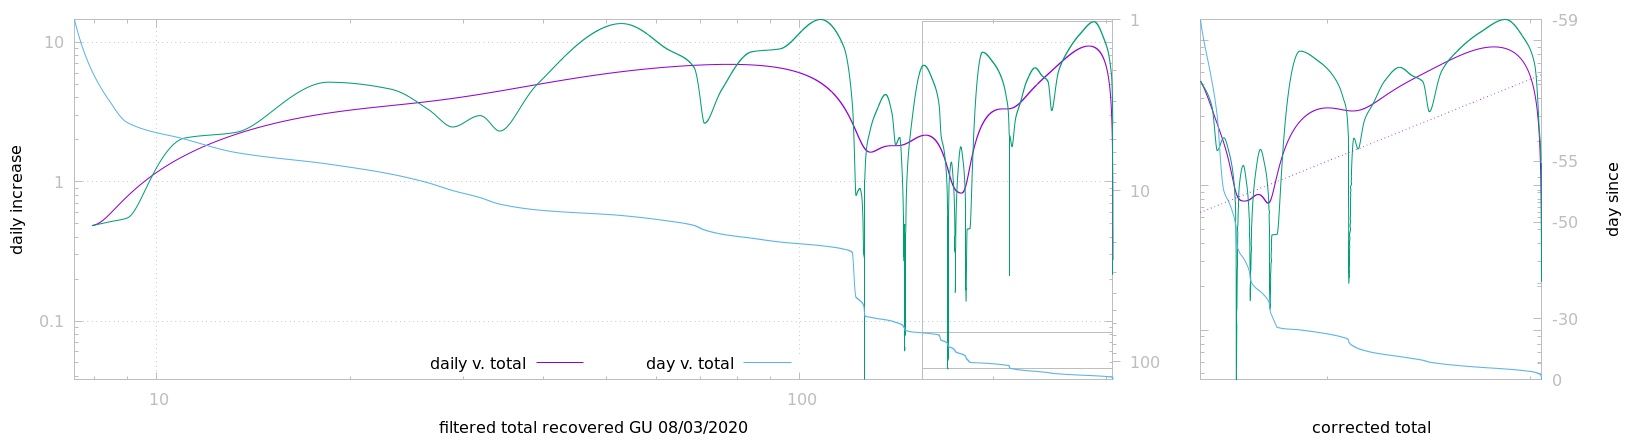 10
1
0.1
daily increase
daily v. total
day v. total
10
100
filtered total recovered GU 08/03/2020
1
10
100
-59
-55
-50
-30
0
day since
corrected total